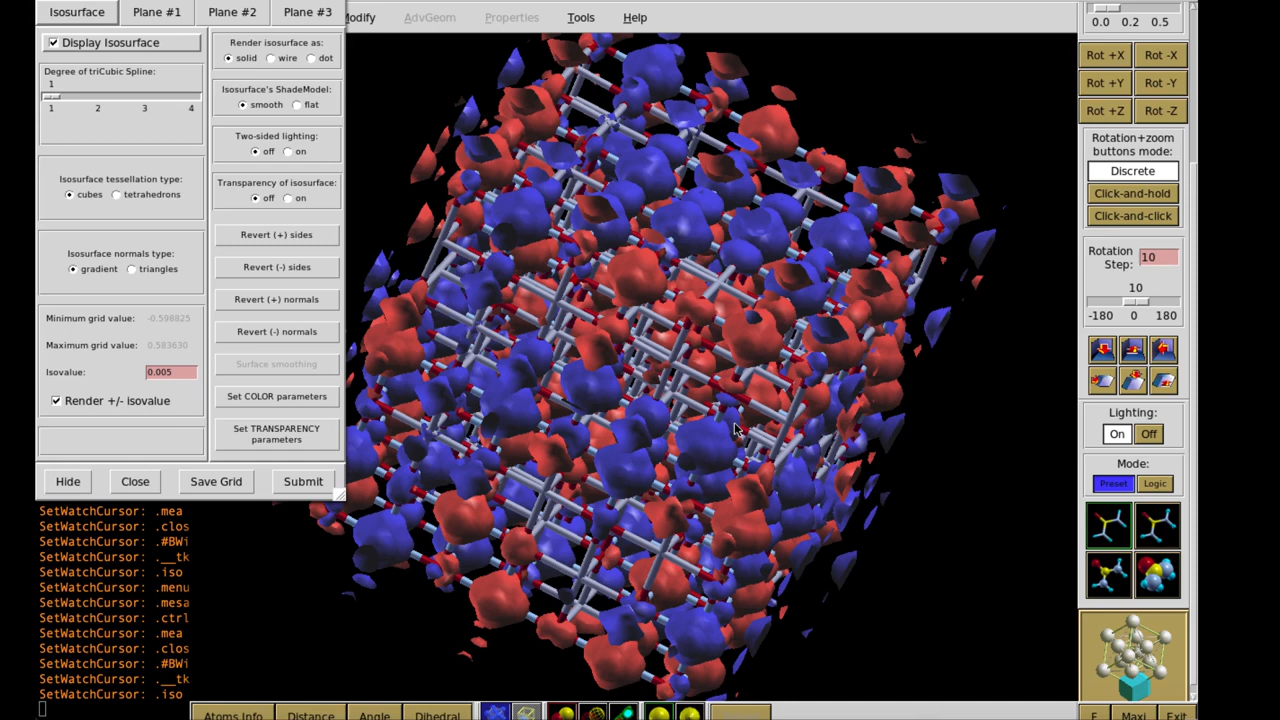 Isosurface
Plane #1
Plane #2
Plane #3
Modify
AdvGeom
Properties
Tools
Help
Display Isosurface
Degree of triCubic Spline:
1
1 2 3 4
Isosurface tessellation type:
cubes tetrahedrons
Isosurface normals type:
gradient triangles
Minimum grid value: -0.598825
Maximum grid value: 0.583630
Isovalue: 0.005
Render +/- isovalue
Render isosurface as:
solid wire dot
Isosurface's ShadeModel:
smooth flat
Two-sided lighting:
off on
Transparency of isosurface:
off on
Revert (+) sides
Revert (-) sides
Revert (+) normals
Revert (-) normals
Surface smoothing
Set COLOR parameters
Set TRANSPARENCY
parameters
Hide
Close
Save Grid
Submit
SetWatchCursor: .mea
SetWatchCursor: .clos
SetWatchCursor: .#BWi
SetWatchCursor: .__tk
SetWatchCursor: .iso
SetWatchCursor: .menu
SetWatchCursor: .mesa
SetWatchCursor: .ctrl
SetWatchCursor: .mea
SetWatchCursor: .clos
SetWatchCursor: .#BWi
SetWatchCursor: .__tk
SetWatchCursor: .iso
Atoms Info
Distance
Angle
Dihedral
0.0 0.2 0.5
Rot +X
Rot -X
Rot +Y
Rot -Y
Rot +Z
Rot -Z
Rotation+zoom
buttons mode:
Discrete
Click-and-hold
Click-and-click
Rotation
Step:
10
10
-180 0 180
Lighting:
On
Off
Mode:
Preset
Logic
F
Maxi
Exit